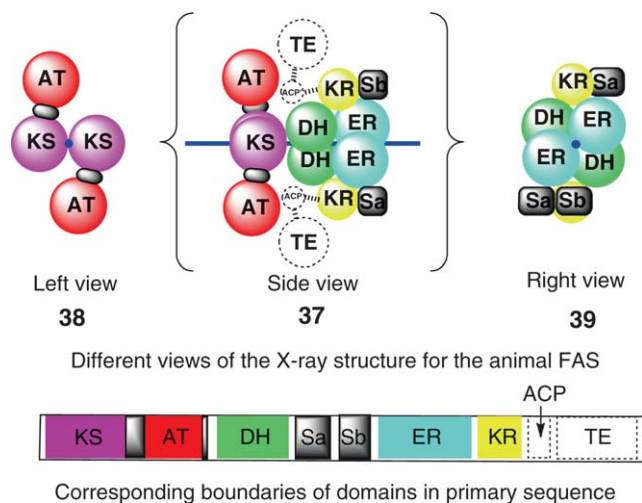 TE
AT AT KR Sb KR Sa
ACP
DH ER DH ER
KS KS KS
DH ER DH
AT AT ACP KR Sa Sa Sb
TE
Left view Side view Right view
38 37 39
Different views of the X-ray structure for the animal FAS
ACP
KS AT DH Sa Sb ER KR TE
Corresponding boundaries of domains in primary sequence